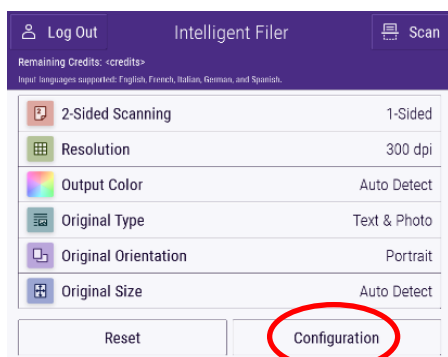 Log Out Intelligent Filer Scan
Remaining Credits: <credits>
Input languages supported: English, French, Italian, German, and Spanish.
2-Sided Scanning 1-Sided
Resolution 300 dpi
Output Color Auto Detect
Original Type Text & Photo
Original Orientation Portrait
Original Size Auto Detect
Reset Configuration